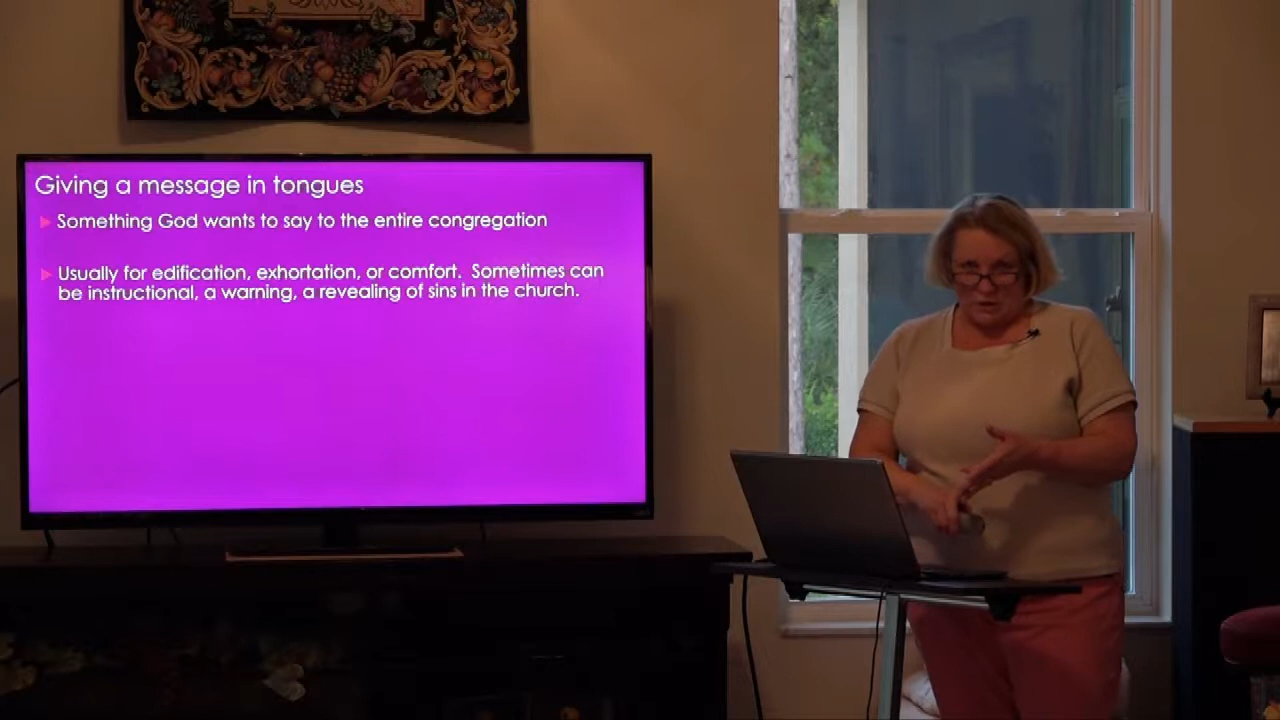 Giving a message in tongues
Something God wants to say to the entire congregation
Usually for edification, exhortation, or comfort. Sometimes can
be instructional, a warning, a revealing of sins in the church.